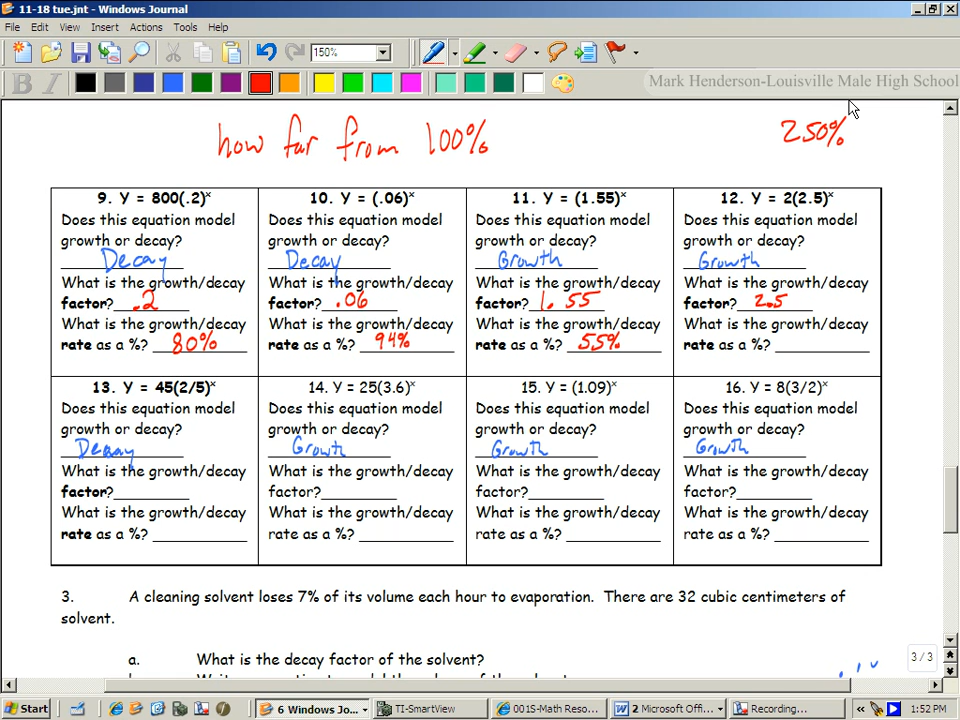 11-18 tue.jnt - Windows Journal
File Edit View Insert Actions Tools Help
150%
B I
Mark Henderson-Louisville Male High School
how far from 100% 250%
9. Y = 800(.2)ˣ
Does this equation model
growth or decay?
Decay
What is the growth/decay
factor? .2
What is the growth/decay
rate as a %? 80%
10. Y = (.06)ˣ
Does this equation model
growth or decay?
Decay
What is the growth/decay
factor? .06
What is the growth/decay
rate as a %? 94%
11. Y = (1.55)ˣ
Does this equation model
growth or decay?
Growth
What is the growth/decay
factor? 1.55
What is the growth/decay
rate as a %? 55%
12. Y = 2(2.5)ˣ
Does this equation model
growth or decay?
Growth
What is the growth/decay
factor? 2.5
What is the growth/decay
rate as a %?
13. Y = 45(2/5)ˣ
Does this equation model
growth or decay?
Decay
What is the growth/decay
factor?
What is the growth/decay
rate as a %?
14. Y = 25(3.6)ˣ
Does this equation model
growth or decay?
Growth
What is the growth/decay
factor?
What is the growth/decay
rate as a %?
15. Y = (1.09)ˣ
Does this equation model
growth or decay?
Growth
What is the growth/decay
factor?
What is the growth/decay
rate as a %?
16. Y = 8(3/2)ˣ
Does this equation model
growth or decay?
Growth
What is the growth/decay
factor?
What is the growth/decay
rate as a %?
3. A cleaning solvent loses 7% of its volume each hour to evaporation. There are 32 cubic centimeters of
solvent.
a. What is the decay factor of the solvent?
3/3
Start 6 Windows Jo... TI-SmartView 001S-Math Reso... 2 Microsoft Offi... Recording... 1:52 PM